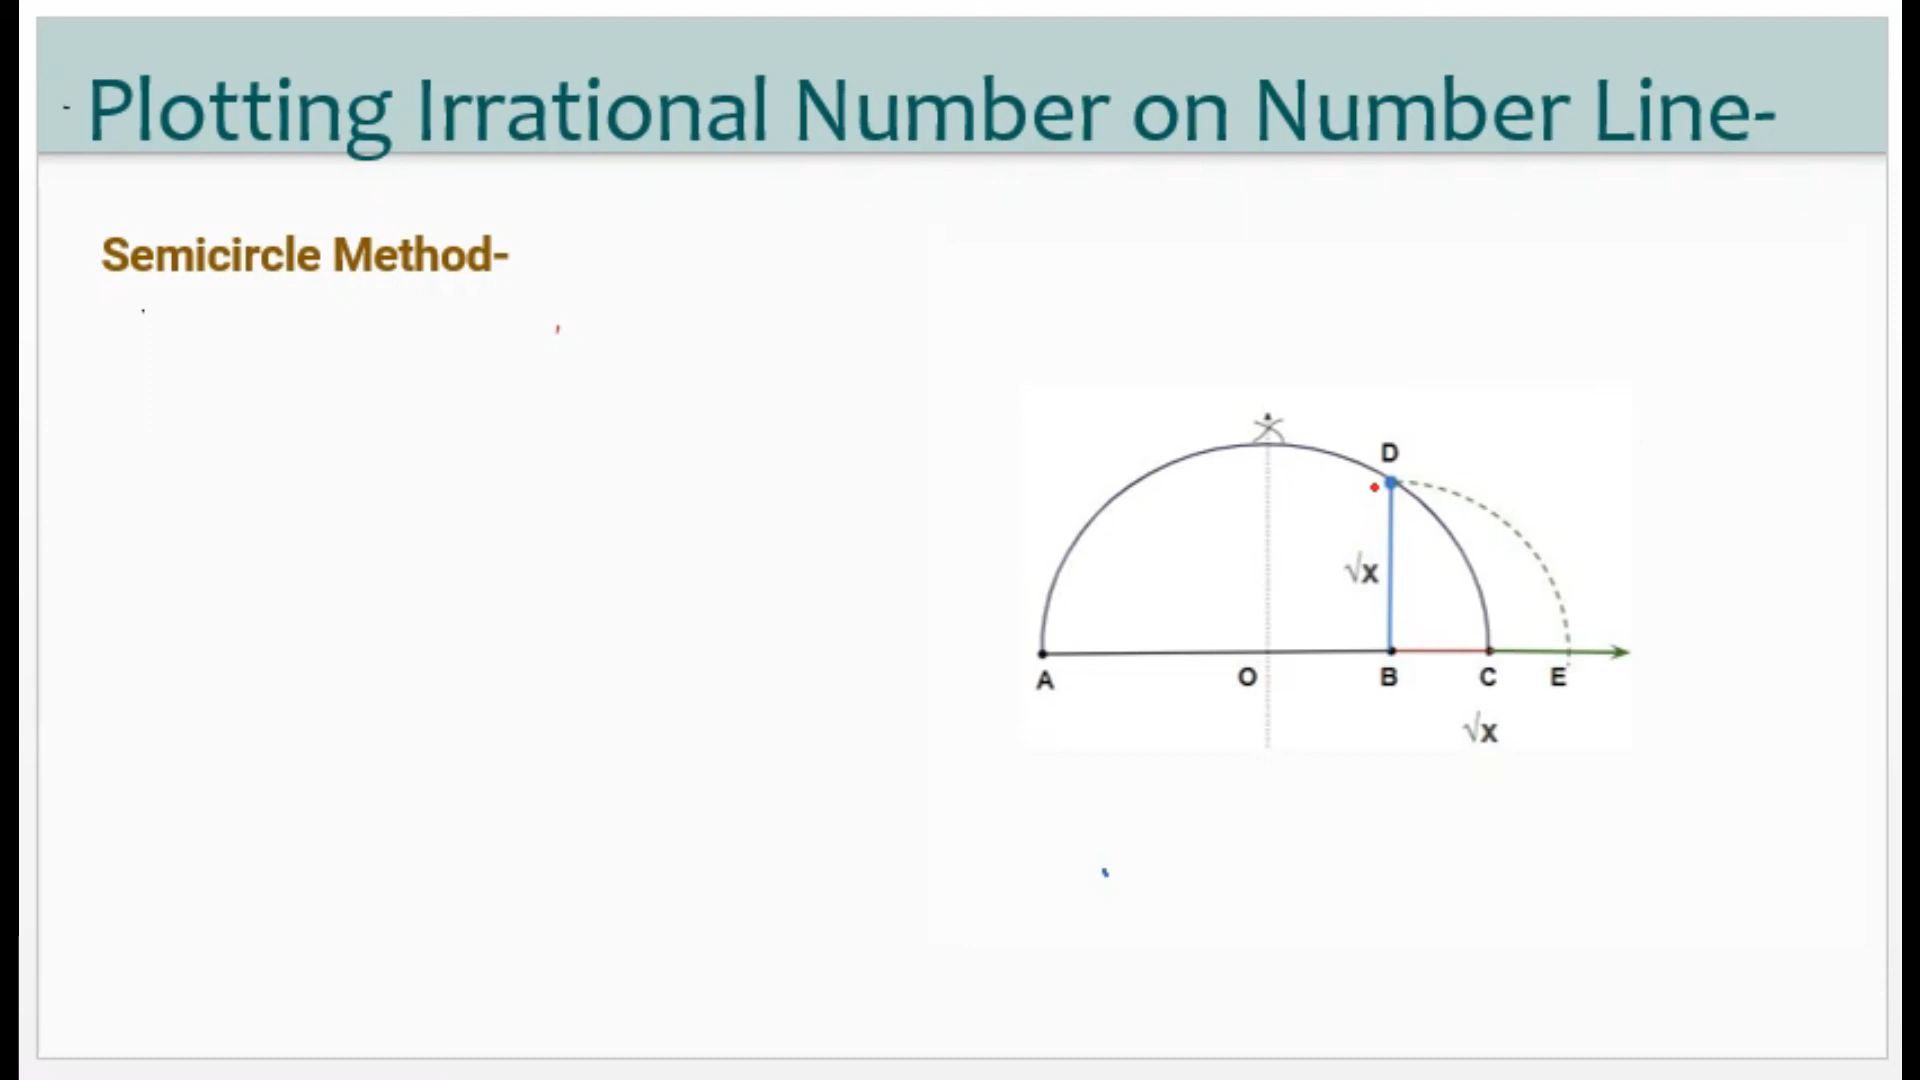 - Plotting Irrational Number on Number Line-
Semicircle Method-
D
√x
A O B C E
√x